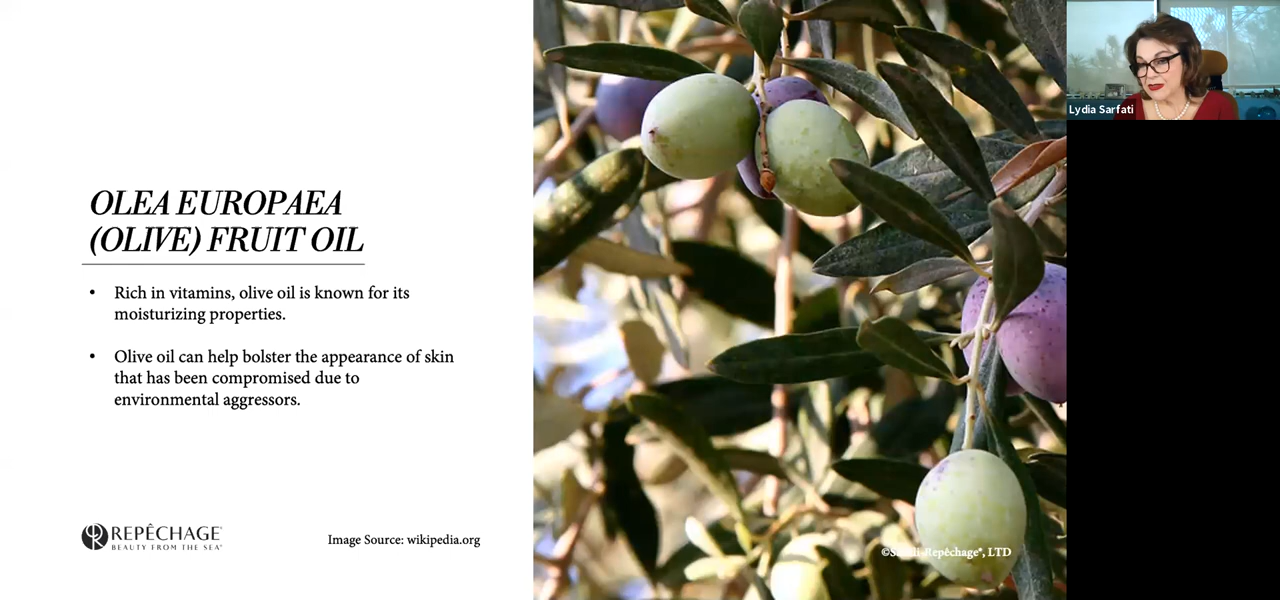 OLEA EUROPAEA
(OLIVE) FRUIT OIL
• Rich in vitamins, olive oil is known for its
moisturizing properties.
• Olive oil can help bolster the appearance of skin
that has been compromised due to
environmental aggressors.
REPÊCHAGE®
BEAUTY FROM THE SEA®
Image Source: wikipedia.org
Repêchage®, LTD
Lydia Sarfati